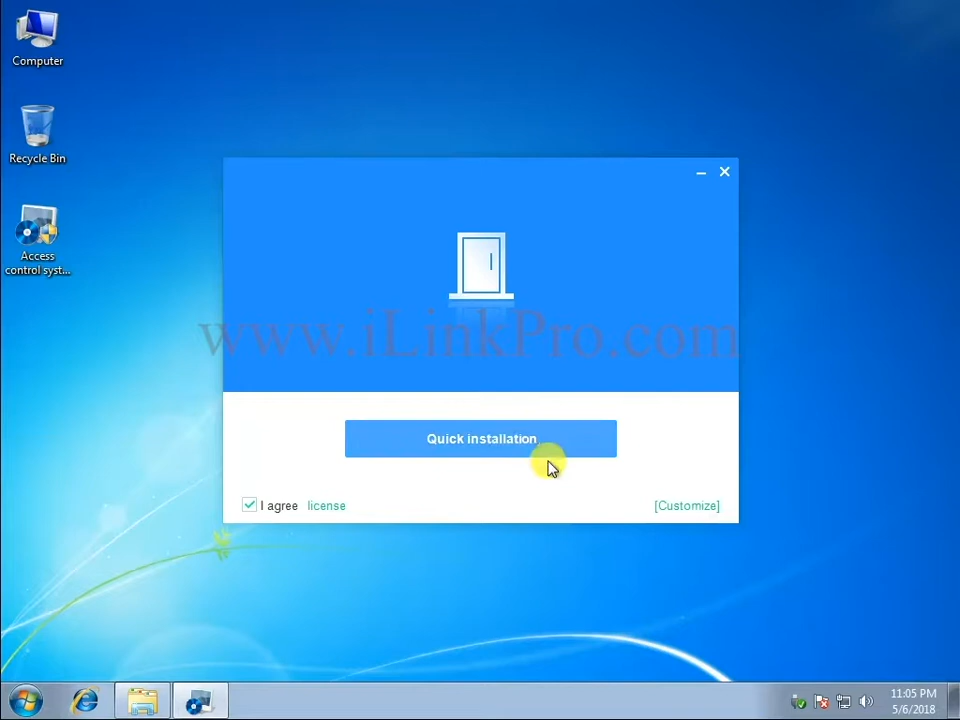 Computer
Recycle Bin
Access
control syst...
www.iLinkPro.com
Quick installation
I agree license
[Customize]
11:05 PM
5/6/2018